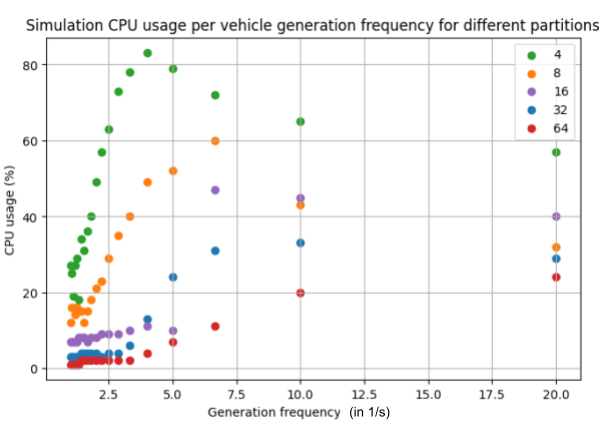 Simulation CPU usage per vehicle generation frequency for different partitions
4
8
16
32
64
80
60
40
20
0
CPU usage (%)
2.5 5.0 7.5 10.0 12.5 15.0 17.5 20.0
Generation frequency (in 1/s)